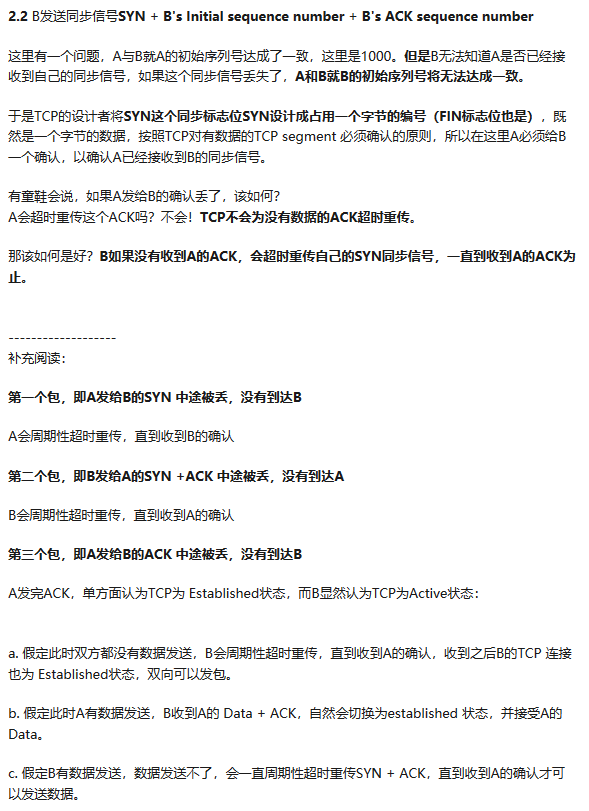 2.2 B发送同步信号SYN + B's Initial sequence number + B's ACK sequence number
这里有一个问题，A与B就A的初始序列号达成了一致，这里是1000。但是B无法知道A是否已经接
收到自己的同步信号，如果这个同步信号丢失了，A和B就B的初始序列号将无法达成一致。
于是TCP的设计者将SYN这个同步标志位SYN设计成占用一个字节的编号（FIN标志位也是），既
然是一个字节的数据，按照TCP对有数据的TCP segment 必须确认的原则，所以在这里A必须给B
一个确认，以确认A已经接收到B的同步信号。
有童鞋会说，如果A发给B的确认丢了，该如何？
A会超时重传这个ACK吗？不会！TCP不会为没有数据的ACK超时重传。
那该如何是好？B如果没有收到A的ACK，会超时重传自己的SYN同步信号，一直到收到A的ACK为
止。
-------------------
补充阅读：
第一个包，即A发给B的SYN 中途被丢，没有到达B
A会周期性超时重传，直到收到B的确认
第二个包，即B发给A的SYN +ACK 中途被丢，没有到达A
B会周期性超时重传，直到收到A的确认
第三个包，即A发给B的ACK 中途被丢，没有到达B
A发完ACK，单方面认为TCP为 Established状态，而B显然认为TCP为Active状态：
a. 假定此时双方都没有数据发送，B会周期性超时重传，直到收到A的确认，收到之后B的TCP 连接
也为 Established状态，双向可以发包。
b. 假定此时A有数据发送，B收到A的 Data + ACK，自然会切换为established 状态，并接受A的
Data。
c. 假定B有数据发送，数据发送不了，会一直周期性超时重传SYN + ACK，直到收到A的确认才可
以发送数据。